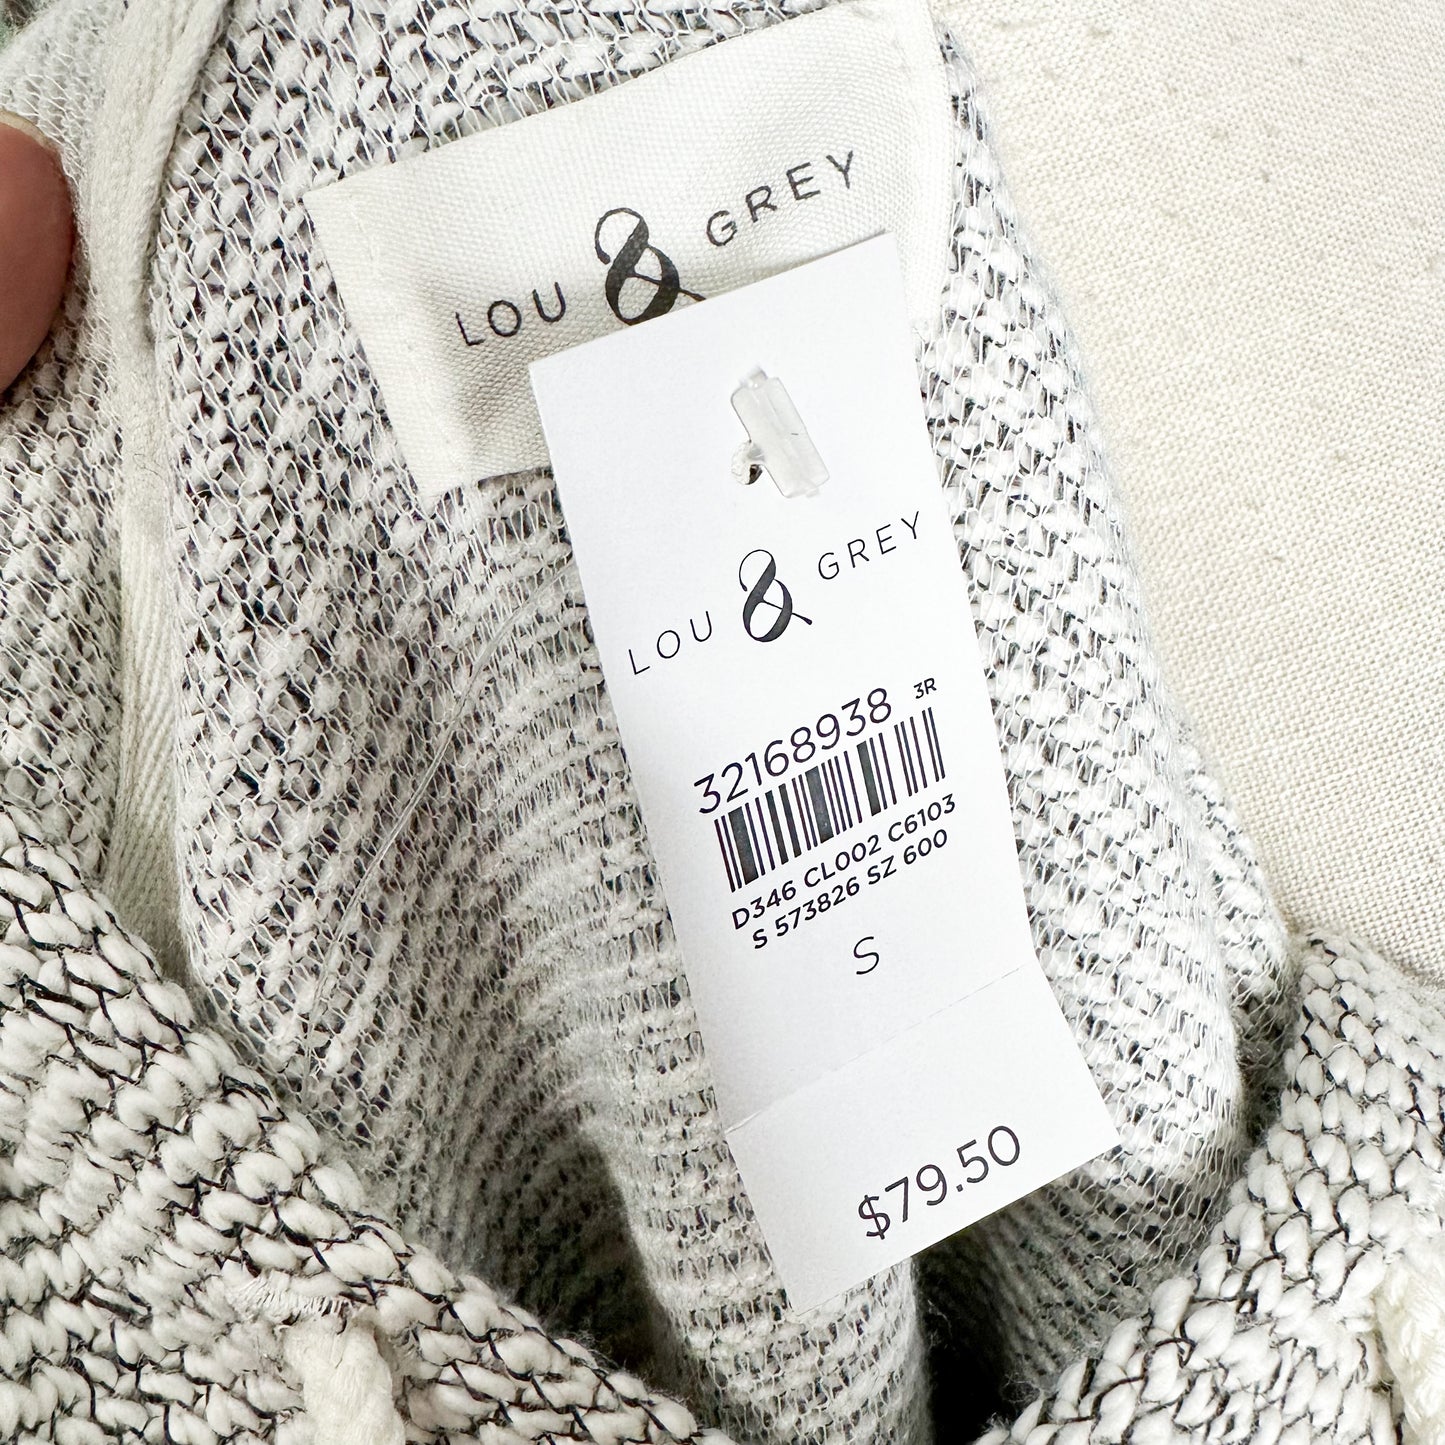 LOU & GREY
LOU & GREY
32168938 3R
D346 CL002 C6103
S 573826 SZ 600
S
$79.50